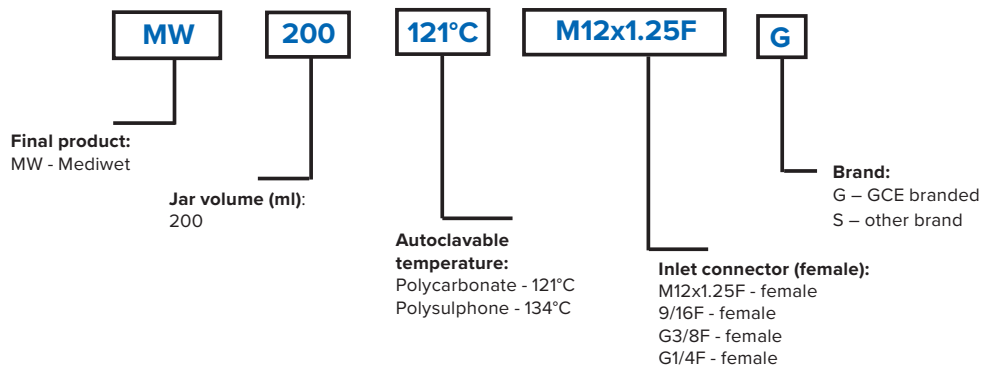 MW 200 121°C M12x1.25F G
Final product:
MW - Mediwet
Jar volume (ml):
200
Autoclavable
temperature:
Polycarbonate - 121°C
Polysulphone - 134°C
Inlet connector (female):
M12x1.25F - female
9/16F - female
G3/8F - female
G1/4F - female
Brand:
G – GCE branded
S – other brand